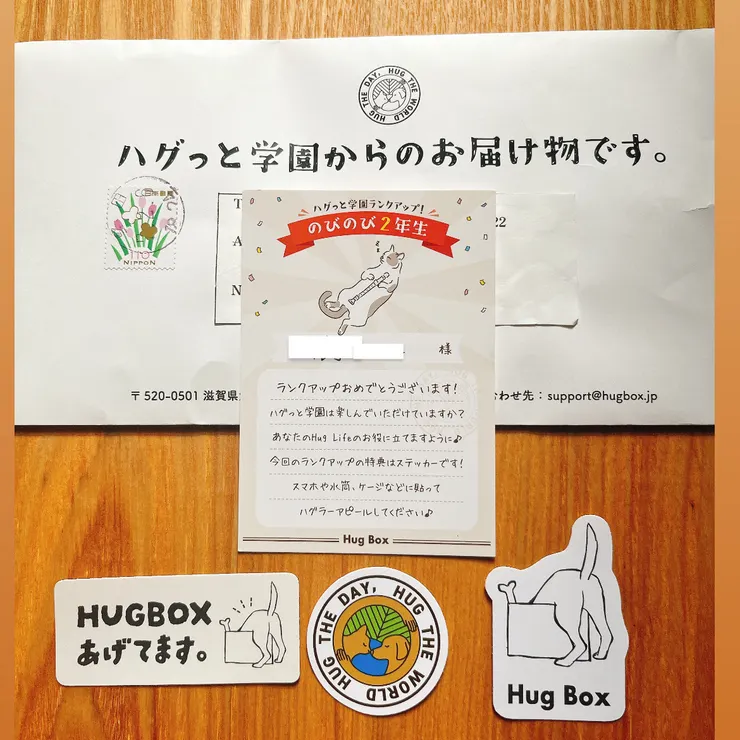 HUG THE DAY, HUG THE WORLD
ハグっと学園からのお届け物です。
日本郵便
110
NIPPON
T
22
A
N
〒520-0501 滋賀県
わせ先：support@hugbox.jp
ハグっと学園ランクアップ！
のびのび2年生
様
ランクアップおめでとうございます！
ハグっと学園は楽しんでいただけていますか？
あなたのHug Lifeのお役に立てますように♪
今回のランクアップの特典はステッカーです！
スマホや水筒、ケージなどに貼って
ハグラーアピールしてください♪
Hug Box
HUGBOX
あげてます。
HUG THE DAY, HUG THE WORLD
Hug Box